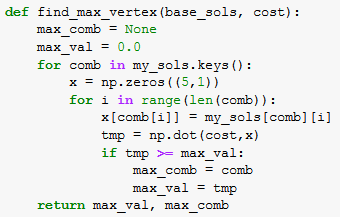 def find_max_vertex(base_sols, cost):
    max_comb = None
    max_val = 0.0
    for comb in my_sols.keys():
        x = np.zeros((5,1))
        for i in range(len(comb)):
            x[comb[i]] = my_sols[comb][i]
            tmp = np.dot(cost,x)
            if tmp >= max_val:
                max_comb = comb
                max_val = tmp
    return max_val, max_comb